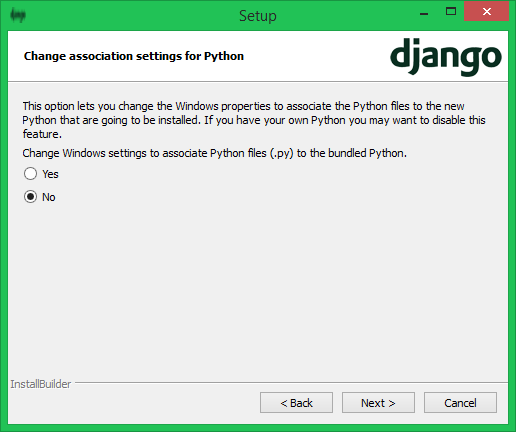 Setup
Change association settings for Python
django
This option lets you change the Windows properties to associate the Python files to the new
Python that are going to be installed. If you have your own Python you may want to disable this
feature.
Change Windows settings to associate Python files (.py) to the bundled Python.
Yes
No
InstallBuilder
< Back
Next >
Cancel